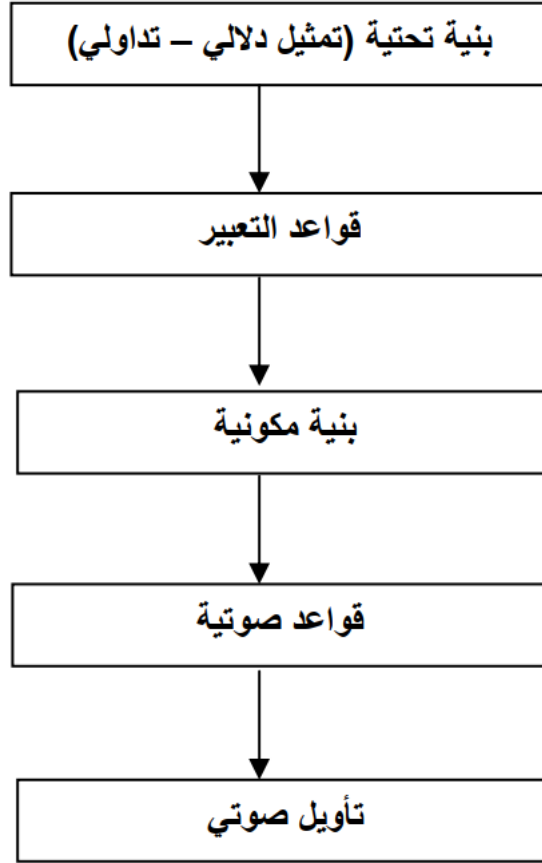 بنية تحتية (تمثيل دلالي – تداولي)
قواعد التعبير
بنية مكونية
قواعد صوتية
تأويل صوتي